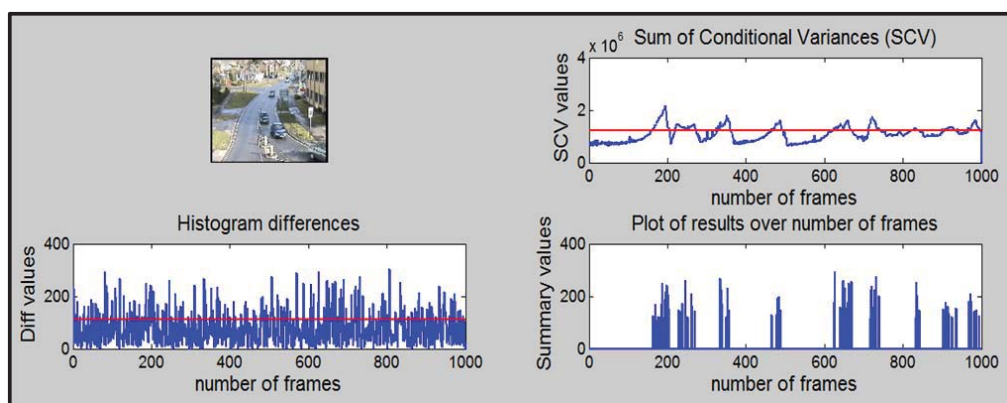 Sum of Conditional Variances (SCV)
x 10^6
4
2
0
SCV values
0 200 400 600 800 1000
number of frames
Histogram differences
400
200
0
Diff values
0 200 400 600 800 1000
number of frames
Plot of results over number of frames
400
200
0
Summary values
0 200 400 600 800 1000
number of frames